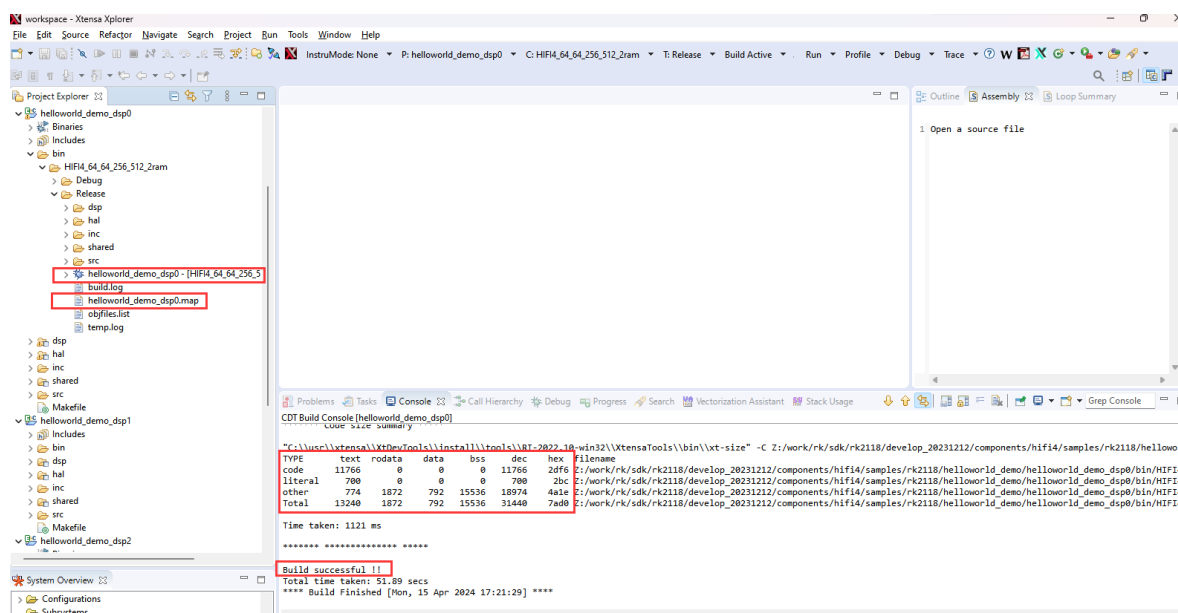 workspace - Xtensa Xplorer
File Edit Source Refactor Navigate Search Project Run Tools Window Help
InstruMode: None P: helloworld_demo_dsp0 C: HIFI4_64_64_256_512_2ram T: Release Build Active Run Profile Debug Trace
Project Explorer
helloworld_demo_dsp0
Binaries
Includes
bin
HIFI4_64_64_256_512_2ram
Debug
Release
dsp
hal
inc
shared
src
helloworld_demo_dsp0 - [HIFI4_64_64_256_5
build.log
helloworld_demo_dsp0.map
objfiles.list
temp.log
dsp
hal
inc
shared
src
Makefile
helloworld_demo_dsp1
Includes
bin
dsp
hal
inc
shared
src
Makefile
helloworld_demo_dsp2
System Overview
Configurations
Subsystems
Outline Assembly Loop Summary
1 Open a source file
Problems Tasks Console Call Hierarchy Debug Progress Search Vectorization Assistant Stack Usage Grep Console
CDT Build Console [helloworld_demo_dsp0]
Code size summary
"C:\\usr\\xtensa\\XtDevTools\\install\\tools\\RI-2022.10-win32\\XtensaTools\\bin\\xt-size" -C Z:/work/rk/sdk/rk2118/develop_20231212/components/hifi4/samples/rk2118/hellowo
TYPE text rodata data bss dec hex filename
code 11766 0 0 0 11766 2df6 Z:/work/rk/sdk/rk2118/develop_20231212/components/hifi4/samples/rk2118/helloworld_demo/helloworld_demo_dsp0/bin/HIFI
literal 700 0 0 0 700 2bc Z:/work/rk/sdk/rk2118/develop_20231212/components/hifi4/samples/rk2118/helloworld_demo/helloworld_demo_dsp0/bin/HIFI
other 774 1872 792 15536 18974 4a1e Z:/work/rk/sdk/rk2118/develop_20231212/components/hifi4/samples/rk2118/helloworld_demo/helloworld_demo_dsp0/bin/HIFI
Total 13240 1872 792 15536 31440 7ad0 Z:/work/rk/sdk/rk2118/develop_20231212/components/hifi4/samples/rk2118/helloworld_demo/helloworld_demo_dsp0/bin/HIFI
Time taken: 1121 ms
******* ************** *****
Build successful !!
Total time taken: 51.89 secs
**** Build Finished [Mon, 15 Apr 2024 17:21:29] ****